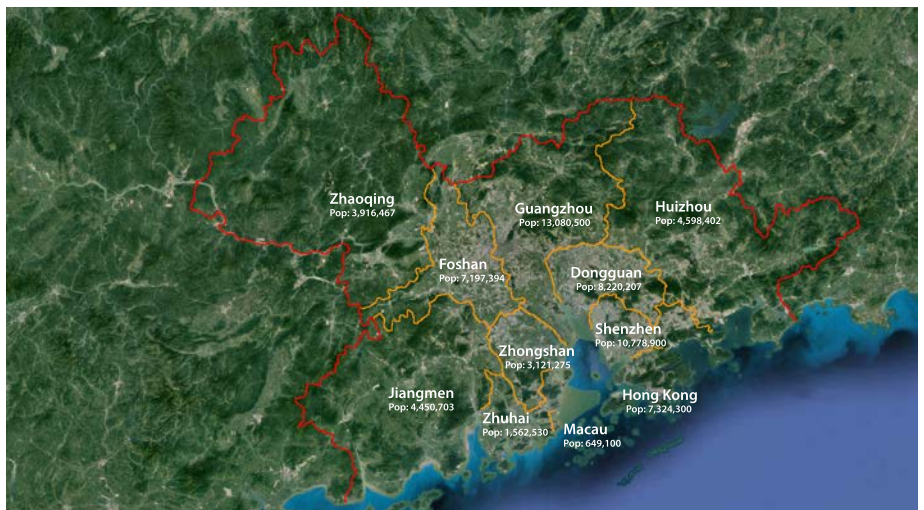 Zhaoqing
Pop: 3,916,467
Guangzhou
Pop: 13,080,500
Huizhou
Pop: 4,598,402
Foshan
Pop: 7,197,394
Dongguan
Pop: 8,220,207
Shenzhen
Pop: 10,778,900
Zhongshan
Pop: 3,121,275
Jiangmen
Pop: 4,450,703
Hong Kong
Pop: 7,324,300
Zhuhai
Pop: 1,562,530
Macau
Pop: 649,100